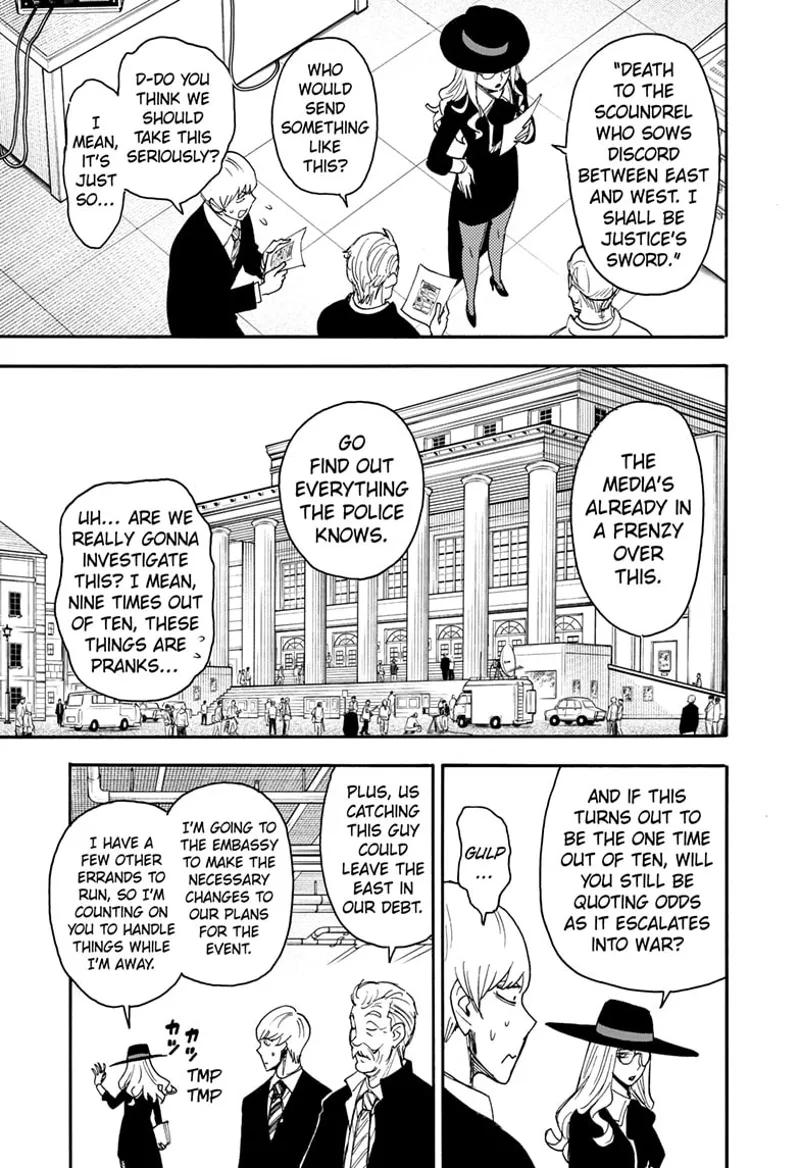 "DEATH
TO THE
SCOUNDREL
WHO SOWS
DISCORD
BETWEEN EAST
AND WEST. I
SHALL BE
JUSTICE'S
SWORD."
WHO
WOULD
SEND
SOMETHING
LIKE
THIS?
D-DO YOU
THINK WE
SHOULD
TAKE THIS
SERIOUSLY?
I
MEAN,
IT'S
JUST
SO...
THE
MEDIA'S
ALREADY IN
A FRENZY
OVER
THIS.
GO
FIND OUT
EVERYTHING
THE POLICE
KNOWS.
UH... ARE WE
REALLY GONNA
INVESTIGATE
THIS? I MEAN,
NINE TIMES OUT
OF TEN, THESE
THINGS ARE
PRANKS...
AND IF THIS
TURNS OUT TO
BE THE ONE TIME
OUT OF TEN, WILL
YOU STILL BE
QUOTING ODDS
AS IT ESCALATES
INTO WAR?
GULP
...
PLUS, US
CATCHING
THIS GUY
COULD
LEAVE THE
EAST IN
OUR DEBT.
I'M GOING TO
THE EMBASSY
TO MAKE THE
NECESSARY
CHANGES TO
OUR PLANS
FOR THE
EVENT.
I HAVE A
FEW OTHER
ERRANDS TO
RUN, SO I'M
COUNTING ON
YOU TO HANDLE
THINGS WHILE
I'M AWAY.
カッ
カッ
TMP
TMP